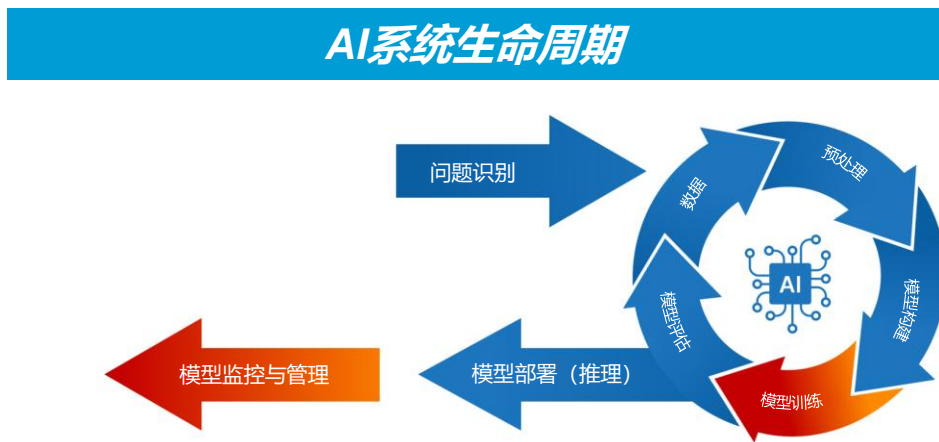 AI系统生命周期
问题识别
数据
预处理
AI
模型构建
模型评估
模型训练
模型部署（推理）
模型监控与管理